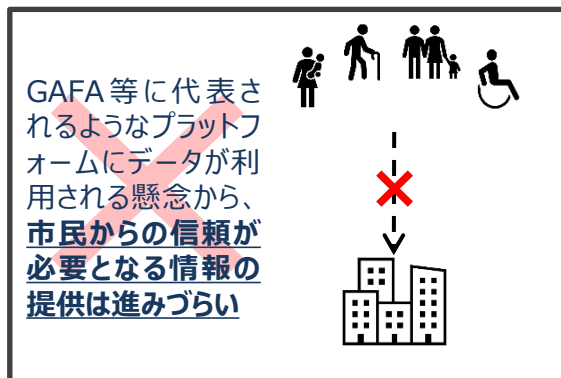 GAFA等に代表さ
れるようなプラットフ
ォームにデータが利
用される懸念から、
市民からの信頼が
必要となる情報の
提供は進みづらい